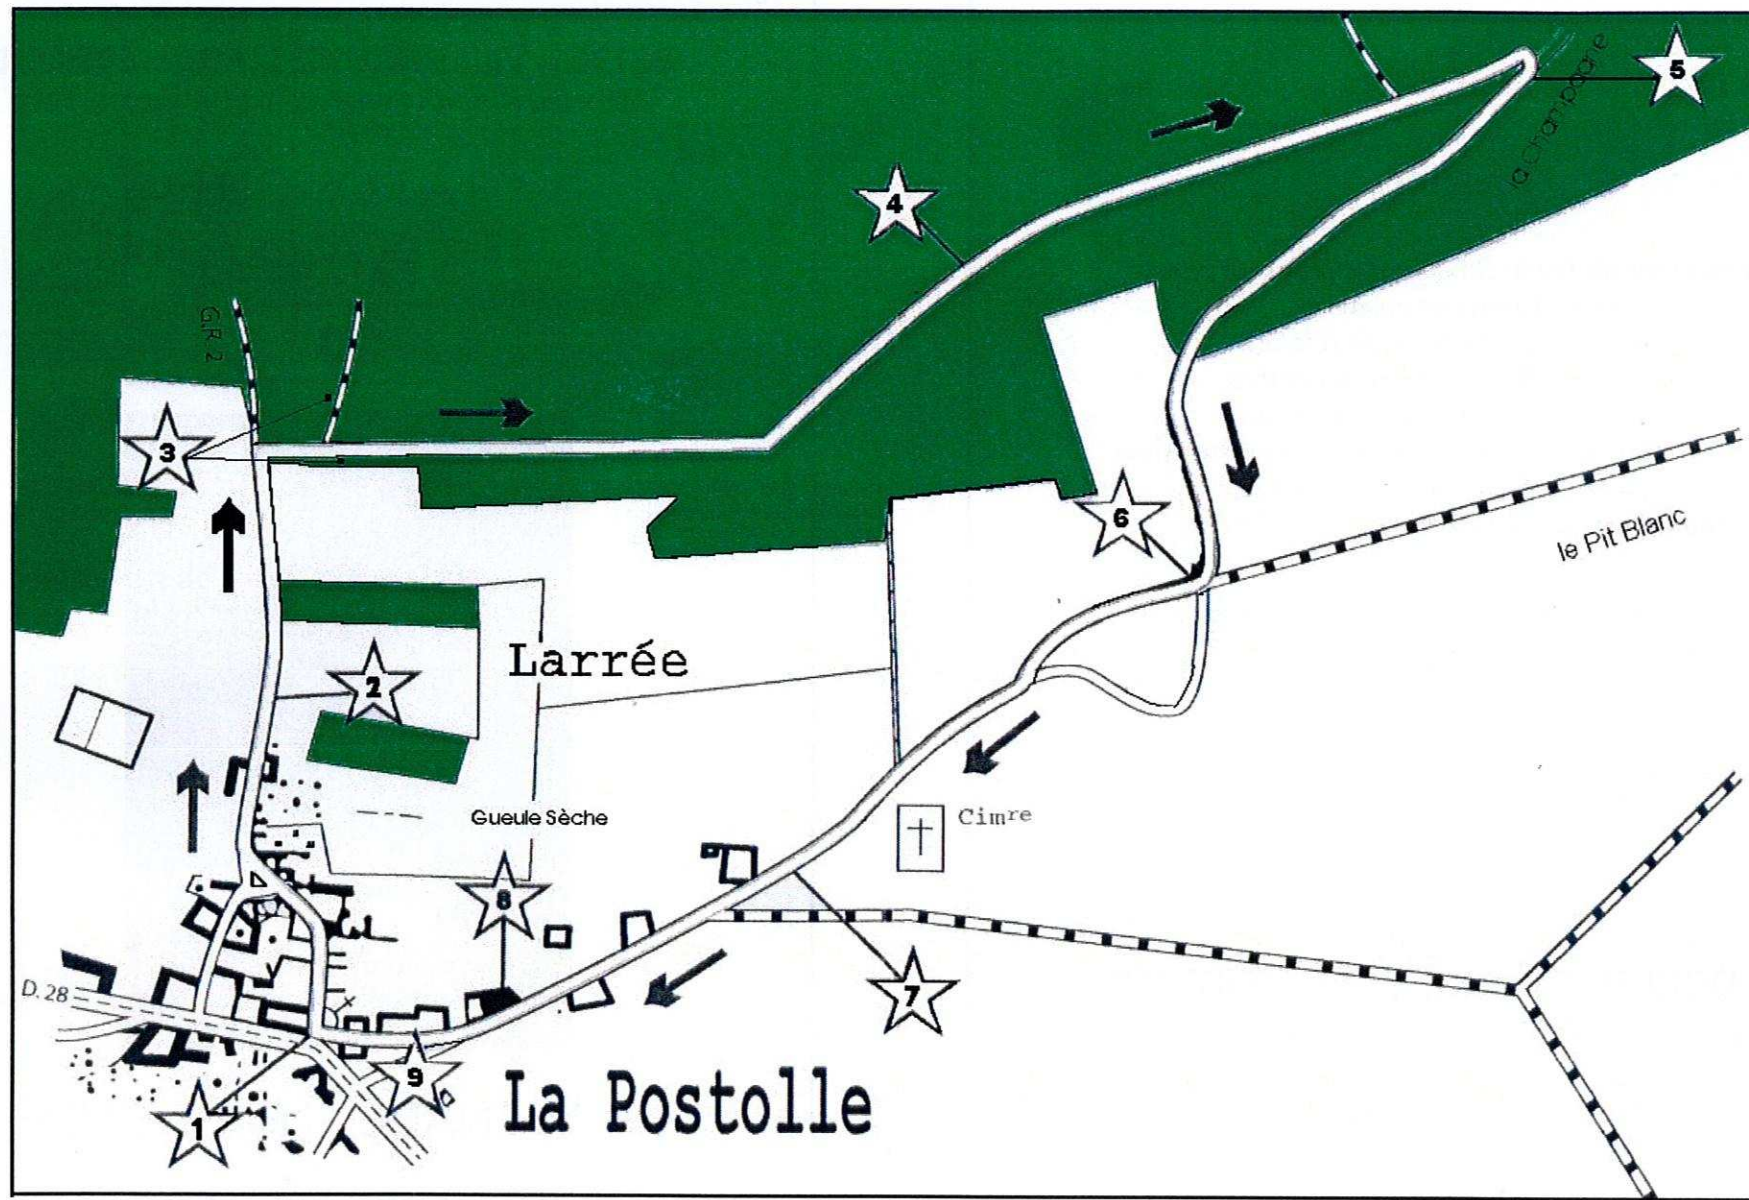 5
la champagne
4
G.R. 2
3
6
le Pit Blanc
Larrée
2
Gueule Sèche
Cimre
8
7
D. 28
9
La Postolle
1